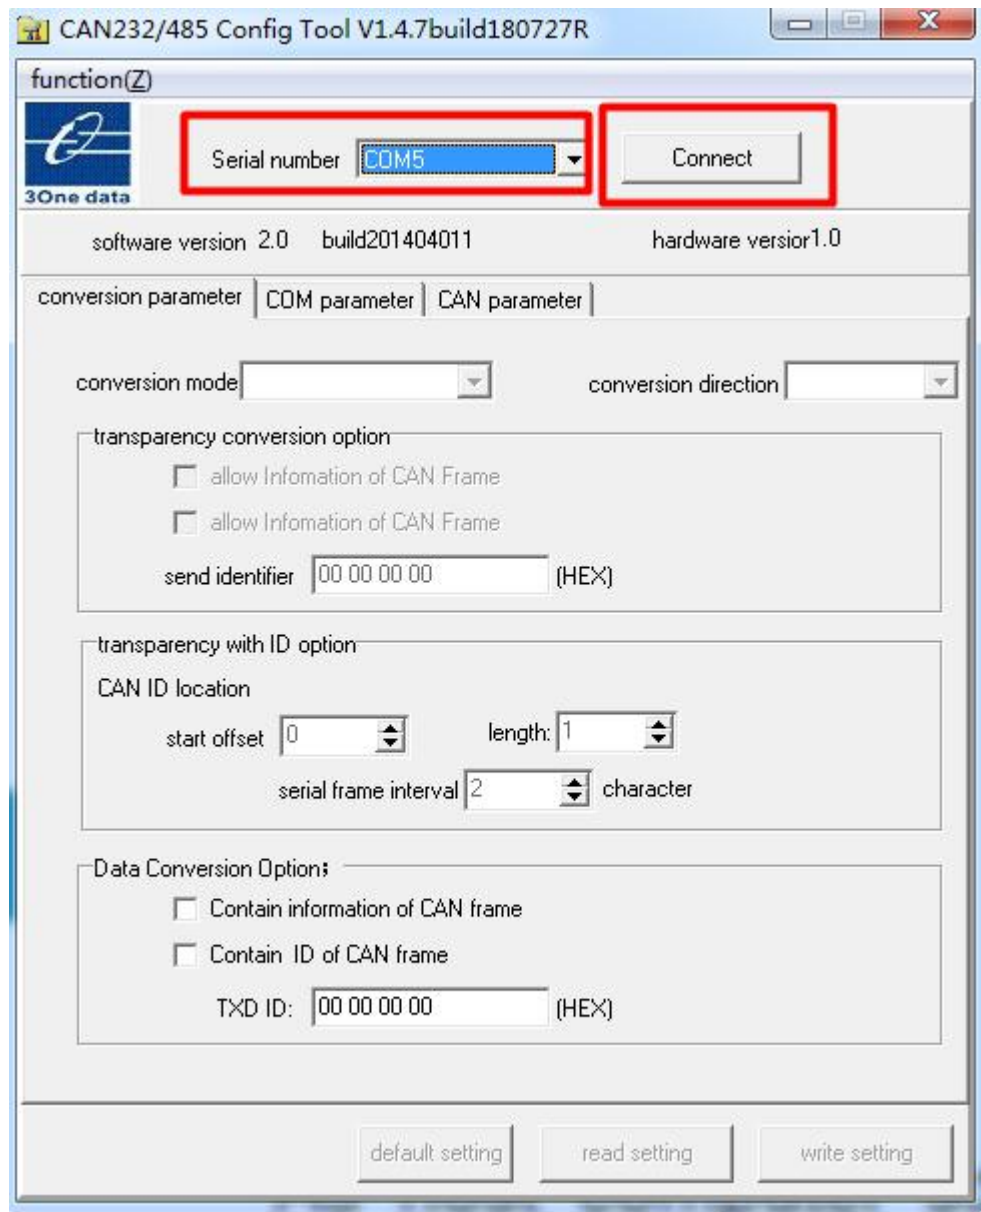 CAN232/485 Config Tool V1.4.7build180727R
function(Z)
3One data
Serial number COM5 Connect
software version 2.0 build201404011 hardware versior1.0
conversion parameter COM parameter CAN parameter
conversion mode conversion direction
transparency conversion option
allow Infomation of CAN Frame
allow Infomation of CAN Frame
send identifier 00 00 00 00 (HEX)
transparency with ID option
CAN ID location
start offset 0 length: 1
serial frame interval 2 character
Data Conversion Option;
Contain information of CAN frame
Contain ID of CAN frame
TXD ID: 00 00 00 00 (HEX)
default setting read setting write setting